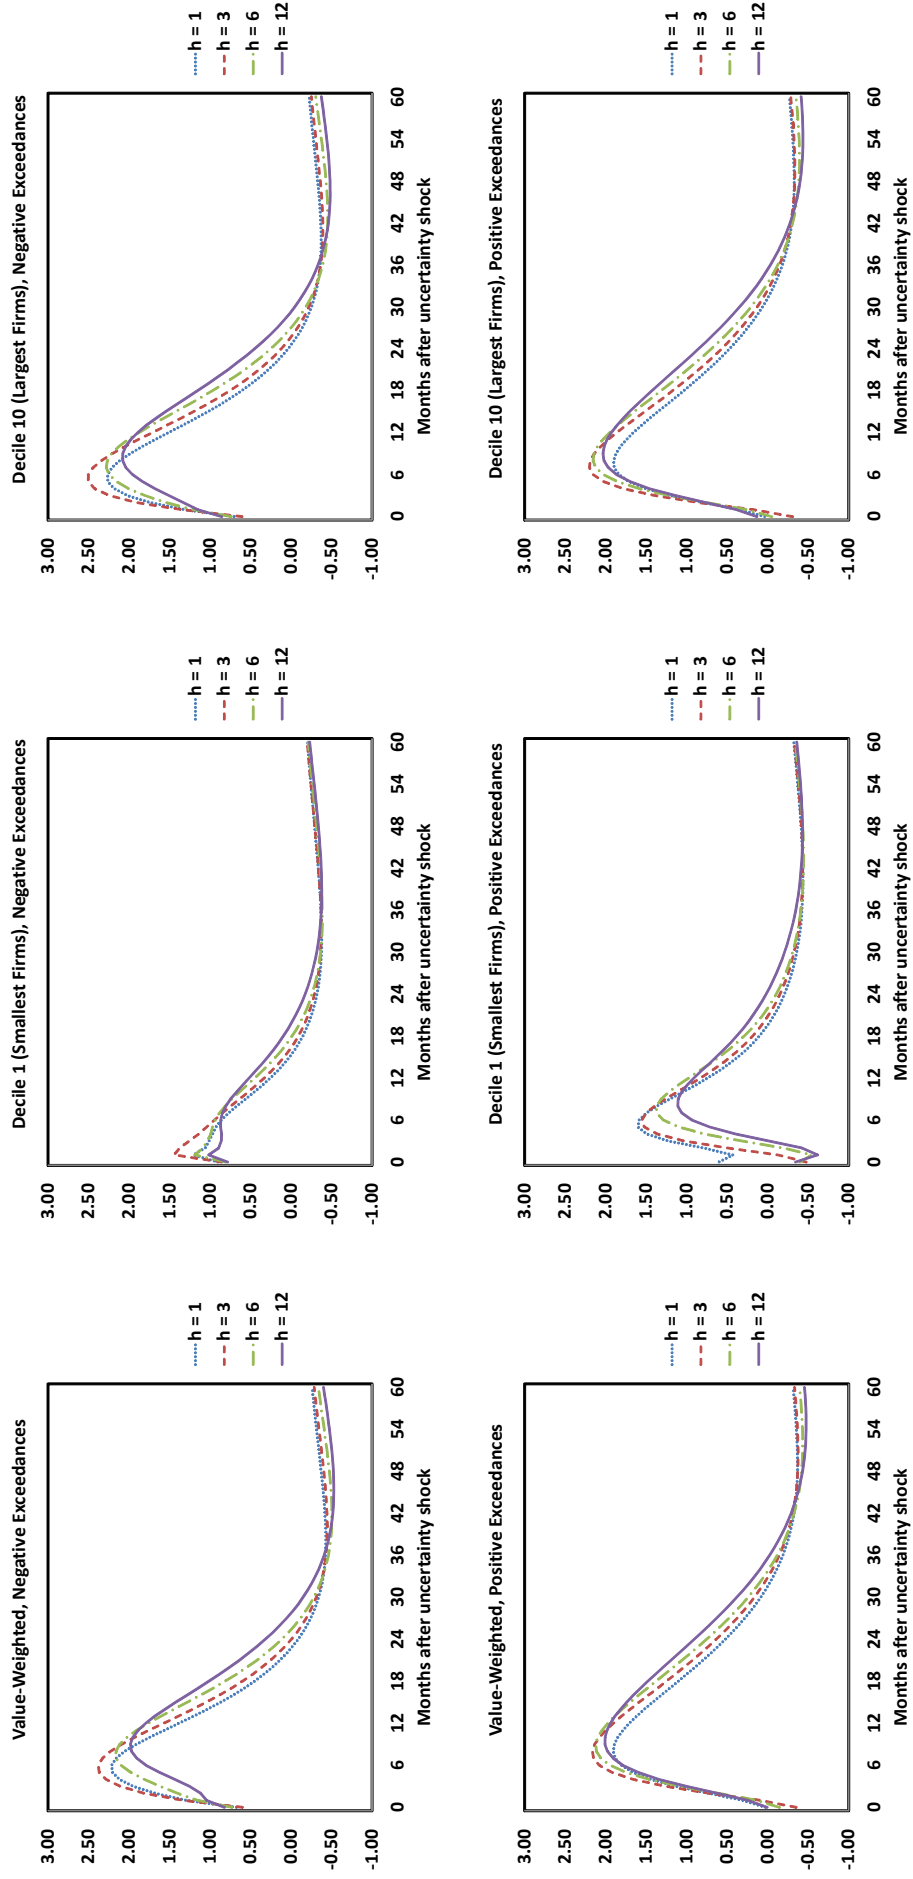 Value-Weighted, Negative Exceedances
3.00
2.50
2.00
1.50
1.00
0.50
0.00
-0.50
-1.00
0 6 12 18 24 30 36 42 48 54 60
Months after uncertainty shock
h = 1
h = 3
h = 6
h = 12
Decile 1 (Smallest Firms), Negative Exceedances
3.00
2.50
2.00
1.50
1.00
0.50
0.00
-0.50
-1.00
0 6 12 18 24 30 36 42 48 54 60
Months after uncertainty shock
h = 1
h = 3
h = 6
h = 12
Decile 10 (Largest Firms), Negative Exceedances
3.00
2.50
2.00
1.50
1.00
0.50
0.00
-0.50
-1.00
0 6 12 18 24 30 36 42 48 54 60
Months after uncertainty shock
h = 1
h = 3
h = 6
h = 12
Value-Weighted, Positive Exceedances
3.00
2.50
2.00
1.50
1.00
0.50
0.00
-0.50
-1.00
0 6 12 18 24 30 36 42 48 54 60
Months after uncertainty shock
h = 1
h = 3
h = 6
h = 12
Decile 1 (Smallest Firms), Positive Exceedances
3.00
2.50
2.00
1.50
1.00
0.50
0.00
-0.50
-1.00
0 6 12 18 24 30 36 42 48 54 60
Months after uncertainty shock
h = 1
h = 3
h = 6
h = 12
Decile 10 (Largest Firms), Positive Exceedances
3.00
2.50
2.00
1.50
1.00
0.50
0.00
-0.50
-1.00
0 6 12 18 24 30 36 42 48 54 60
Months after uncertainty shock
h = 1
h = 3
h = 6
h = 12